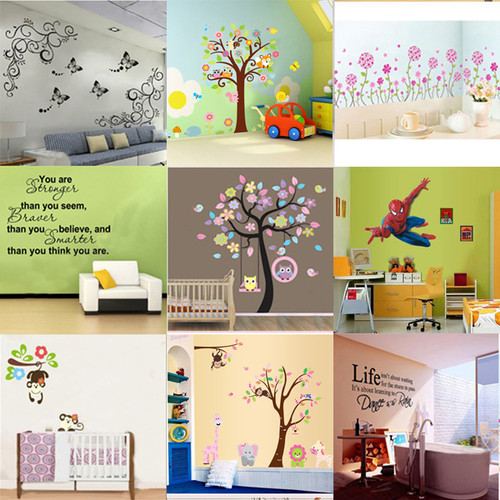 You are
Stronger
than you seem,
Braver
than you believe, and
Smarter
than you think you are.
Life isn't about waiting
for the storm to pass...
It's about learning to
Dance in the Rain